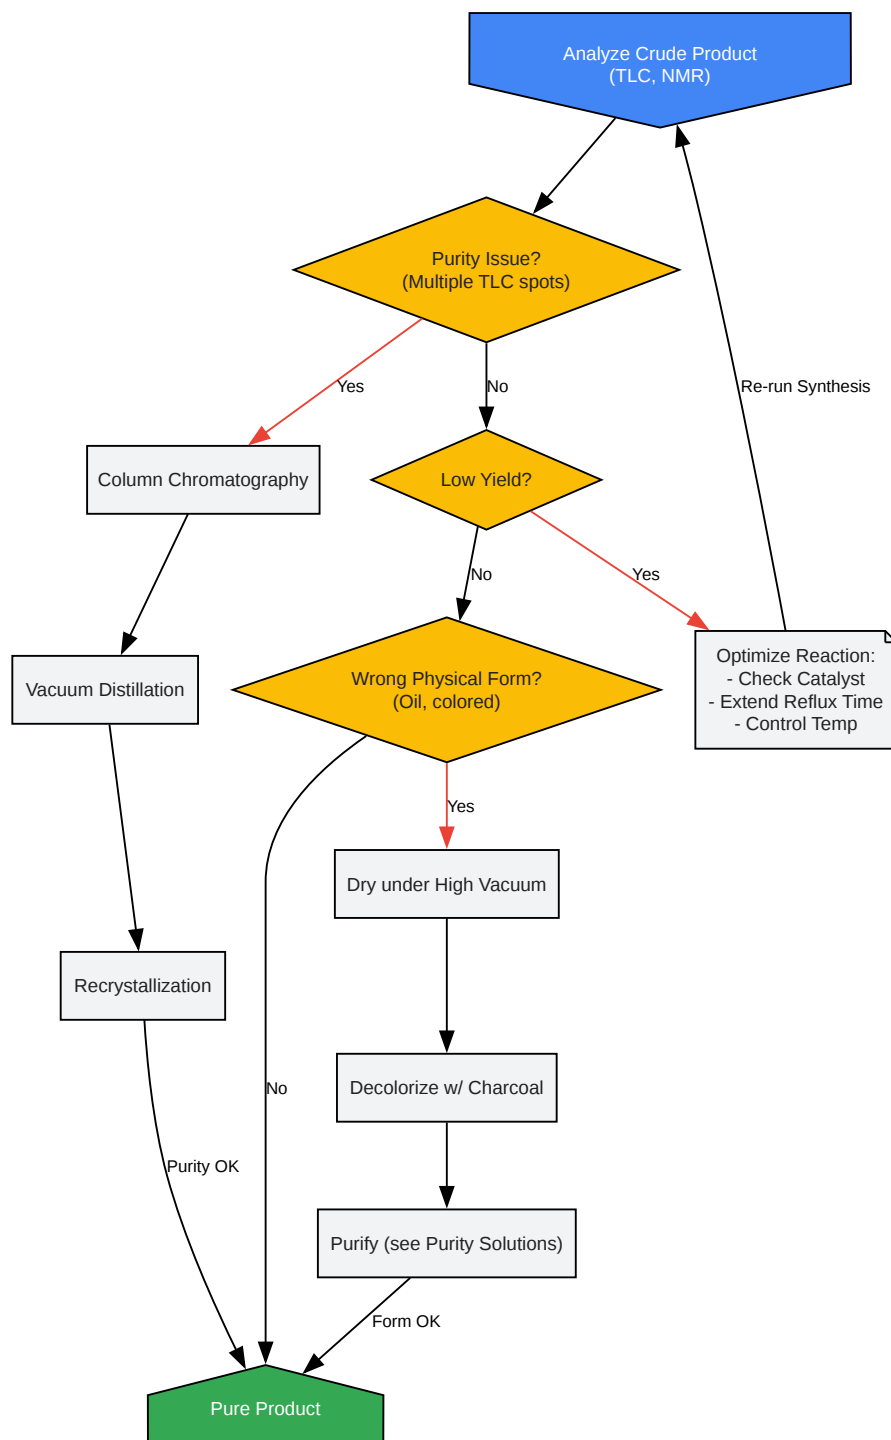 Analyze Crude Product
(TLC, NMR)
Purity Issue?
(Multiple TLC spots)
Yes
No
Re-run Synthesis
Column Chromatography
Low Yield?
No
Yes
Optimize Reaction:
- Check Catalyst
- Extend Reflux Time
- Control Temp
Vacuum Distillation
Wrong Physical Form?
(Oil, colored)
Yes
Dry under High Vacuum
Recrystallization
No
Decolorize w/ Charcoal
Purity OK
Purify (see Purity Solutions)
Form OK
Pure Product